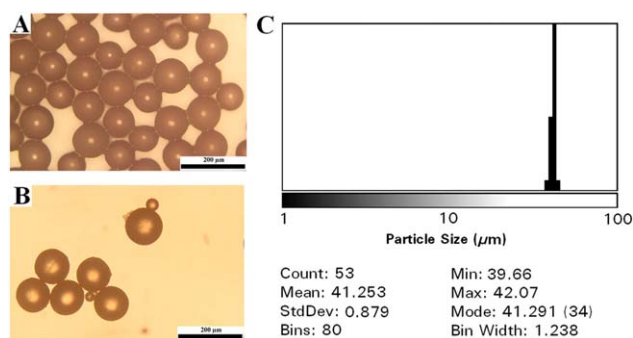 A
200 μm
B
200 μm
C
1 10 100
Particle Size (μm)
Count: 53 Min: 39.66
Mean: 41.253 Max: 42.07
StdDev: 0.879 Mode: 41.291 (34)
Bins: 80 Bin Width: 1.238